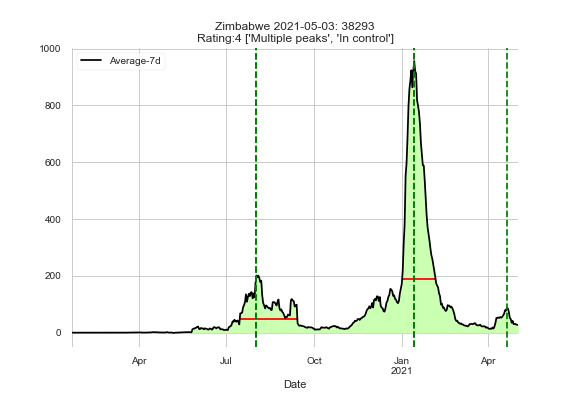 Zimbabwe 2021-05-03: 38293
Rating:4 ['Multiple peaks', 'In control']
Average-7d
1000
800
600
400
200
0
Apr Jul Oct Jan Apr
2021
Date